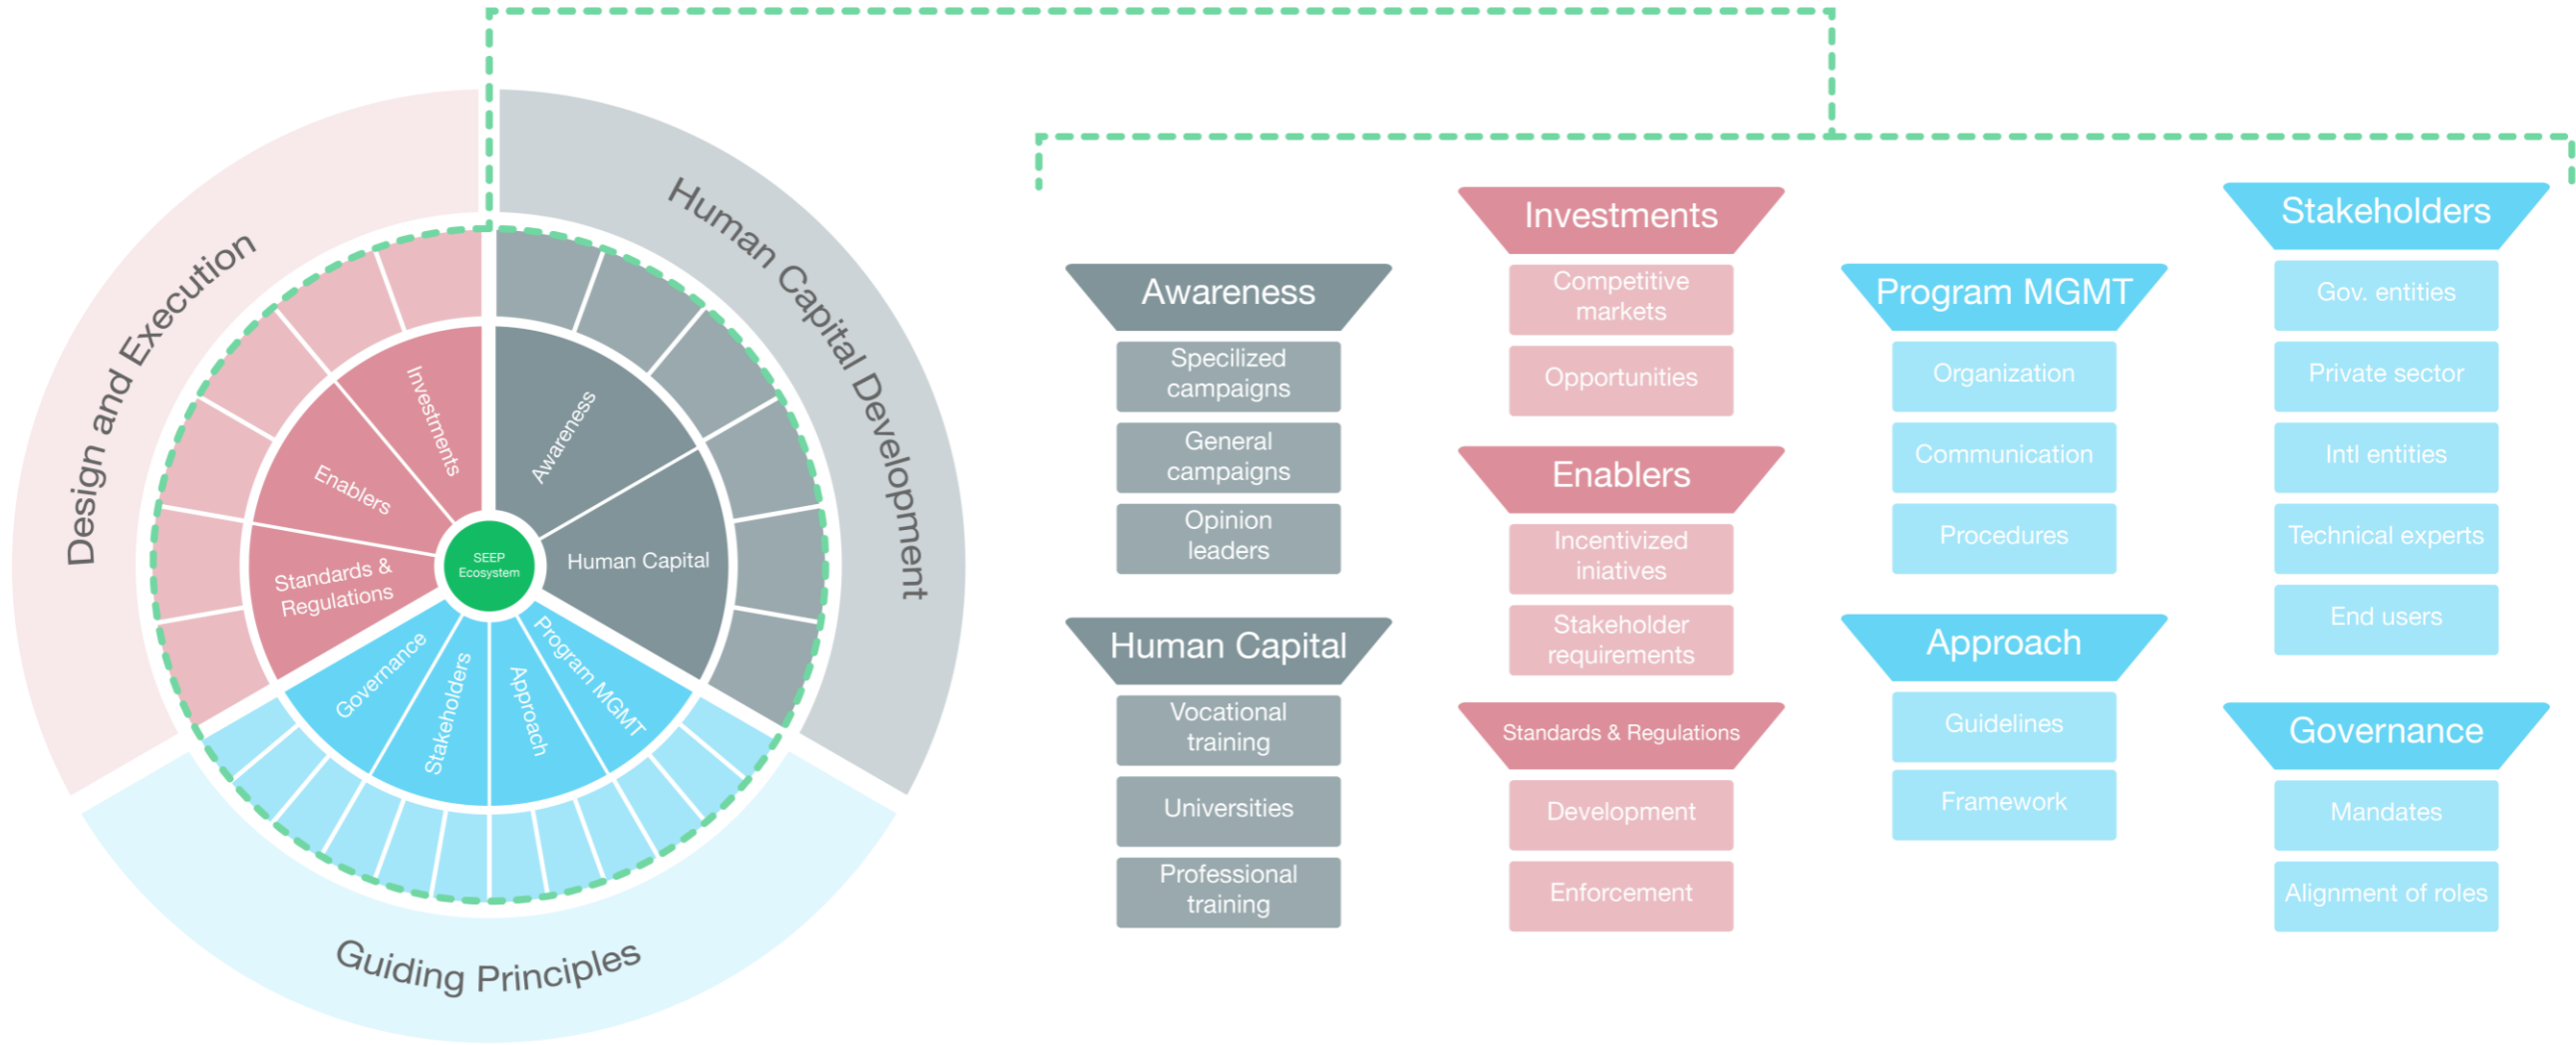 Design and Execution
Human Capital Development
Guiding Principles
Investments
Enablers
Standards &
Regulations
Awareness
Human Capital
Governance
Stakeholders
Approach
Program MGMT
SEEP
Ecosystem
Awareness
Specilized
campaigns
General
campaigns
Opinion
leaders
Human Capital
Vocational
training
Universities
Professional
training
Investments
Competitive
markets
Opportunities
Enablers
Incentivized
iniatives
Stakeholder
requirements
Standards & Regulations
Development
Enforcement
Program MGMT
Organization
Communication
Procedures
Approach
Guidelines
Framework
Stakeholders
Gov. entities
Private sector
Intl entities
Technical experts
End users
Governance
Mandates
Alignment of roles